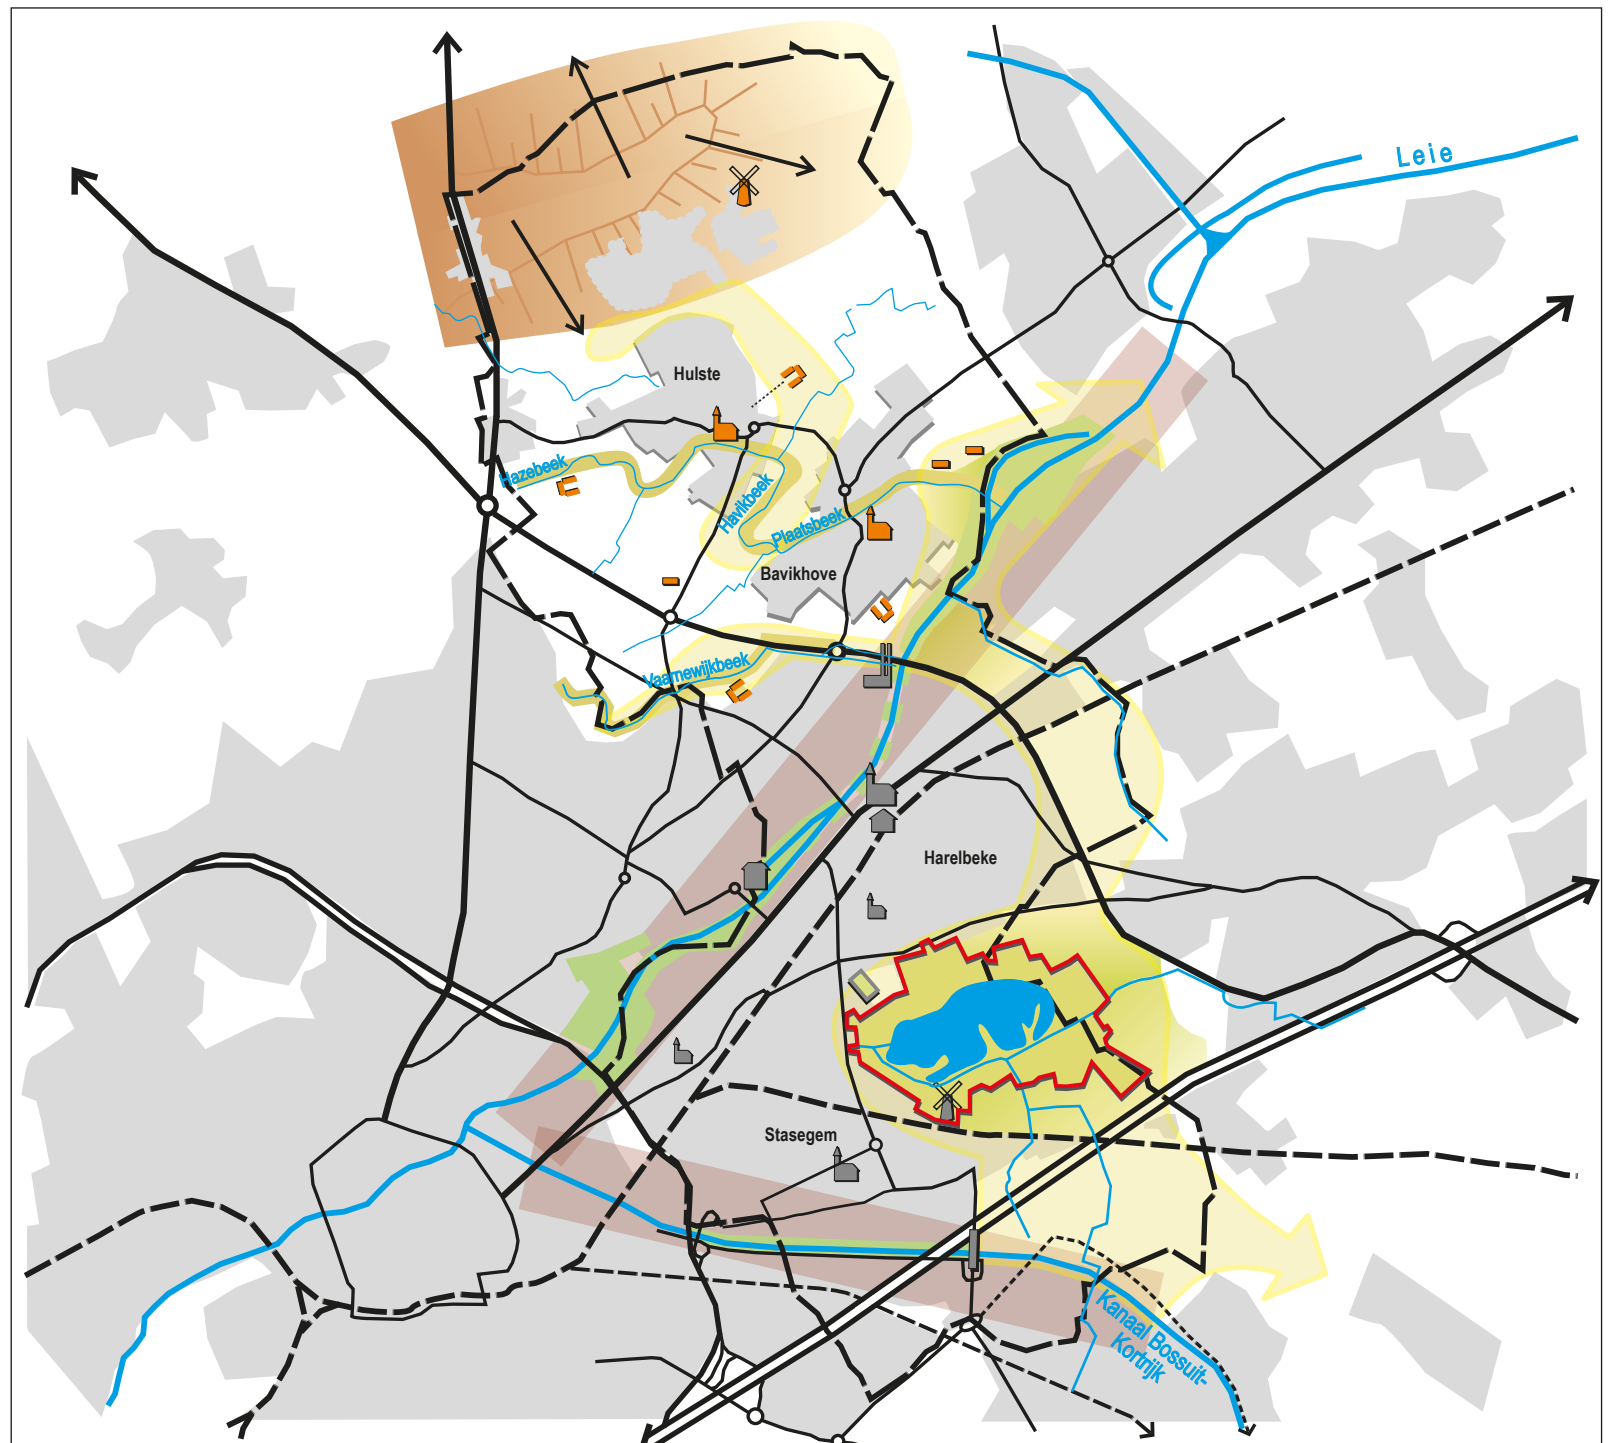 Leie
Hulste
Hazebeek
Havikbeek
Plaatsbeek
Bavikhove
Vaarnewijkbeek
Harelbeke
Stasegem
Kanaal Bossuit-
Kortrijk